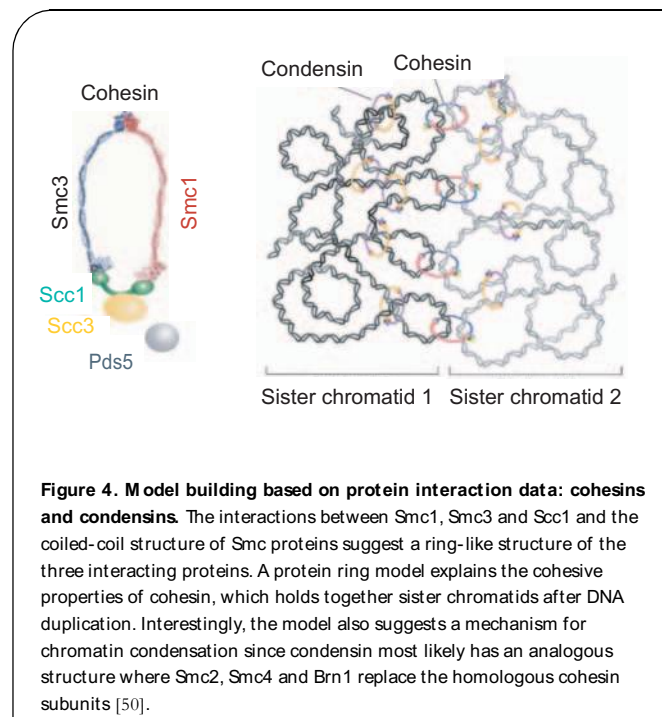 Condensin
Cohesin
Cohesin
Smc3
Smc1
Scc1
Scc3
Pds5
Sister chromatid 1
Sister chromatid 2
Figure 4. Model building based on protein interaction data: cohesins
and condensins. The interactions between Smc1, Smc3 and Scc1 and the
coiled-coil structure of Smc proteins suggest a ring-like structure of the
three interacting proteins. A protein ring model explains the cohesive
properties of cohesin, which holds together sister chromatids after DNA
duplication. Interestingly, the model also suggests a mechanism for
chromatin condensation since condensin most likely has an analogous
structure where Smc2, Smc4 and Brn1 replace the homologous cohesin
subunits [50].